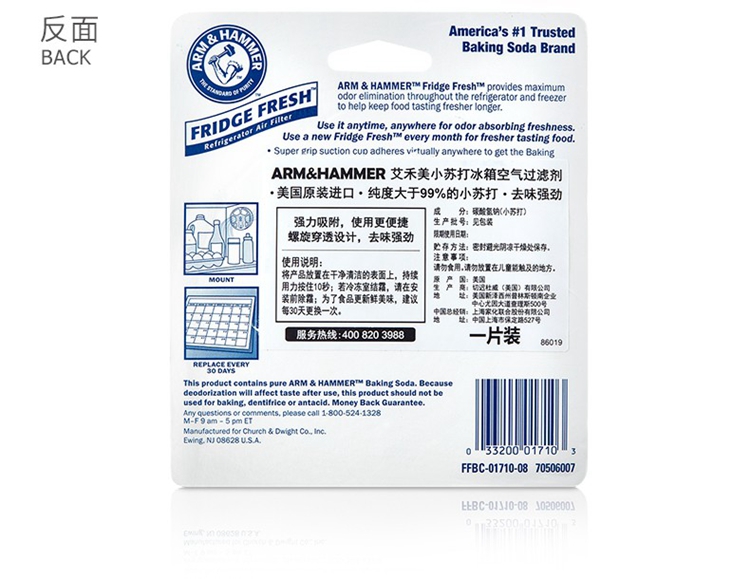 反面
BACK
ARM & HAMMER
THE STANDARD OF PURITY
America's #1 Trusted
Baking Soda Brand
FRIDGE FRESH™
Refrigerator Air Filter
ARM & HAMMER™ Fridge Fresh™ provides maximum
odor elimination throughout the refrigerator and freezer
to help keep food tasting fresher longer.
Use it anytime, anywhere for odor absorbing freshness.
Use a new Fridge Fresh™ every month for fresher tasting food.
• Super grip suction cup adheres virtually anywhere to get the Baking
ARM&HAMMER 艾禾美小苏打冰箱空气过滤剂
·美国原装进口·纯度大于99%的小苏打·去味强劲
强力吸附，使用更便捷
螺旋穿透设计，去味强劲
使用说明：
将产品放置在干净清洁的表面上，持续
用力按住10秒；若冷冻室结霜，请在安
装前除霜；为了食品更新鲜美味，建议
每30天更换一次。
服务热线:400 820 3988
成 分：碳酸氢钠(小苏打)
生产批号：见包装
限期使用日期：
贮存方法：密封避光阴凉干燥处保存。
注意事项：
请勿食用。请勿放置在儿童能触及的地方。
原 产 国：美国
生 产 商：切迟杜威（美国）有限公司
地 址：美国新泽西州普林斯顿南企业
中心尤因大道查理斯500号
中国总经销：上海家化联合股份有限公司
地 址：中国上海市保定路527号
一片装
86019
MOUNT
REPLACE EVERY
30 DAYS
This product contains pure ARM & HAMMER™ Baking Soda. Because
deodorization will affect taste after use, this product should not be
used for baking, dentifrice or antacid. Money Back Guarantee.
Any questions or comments, please call 1-800-524-1328
M-F 9 am – 5 pm ET
Manufactured for Church & Dwight Co., Inc.
Ewing, NJ 08628 U.S.A.
0 33200 01710 3
FFBC-01710-08 70506007